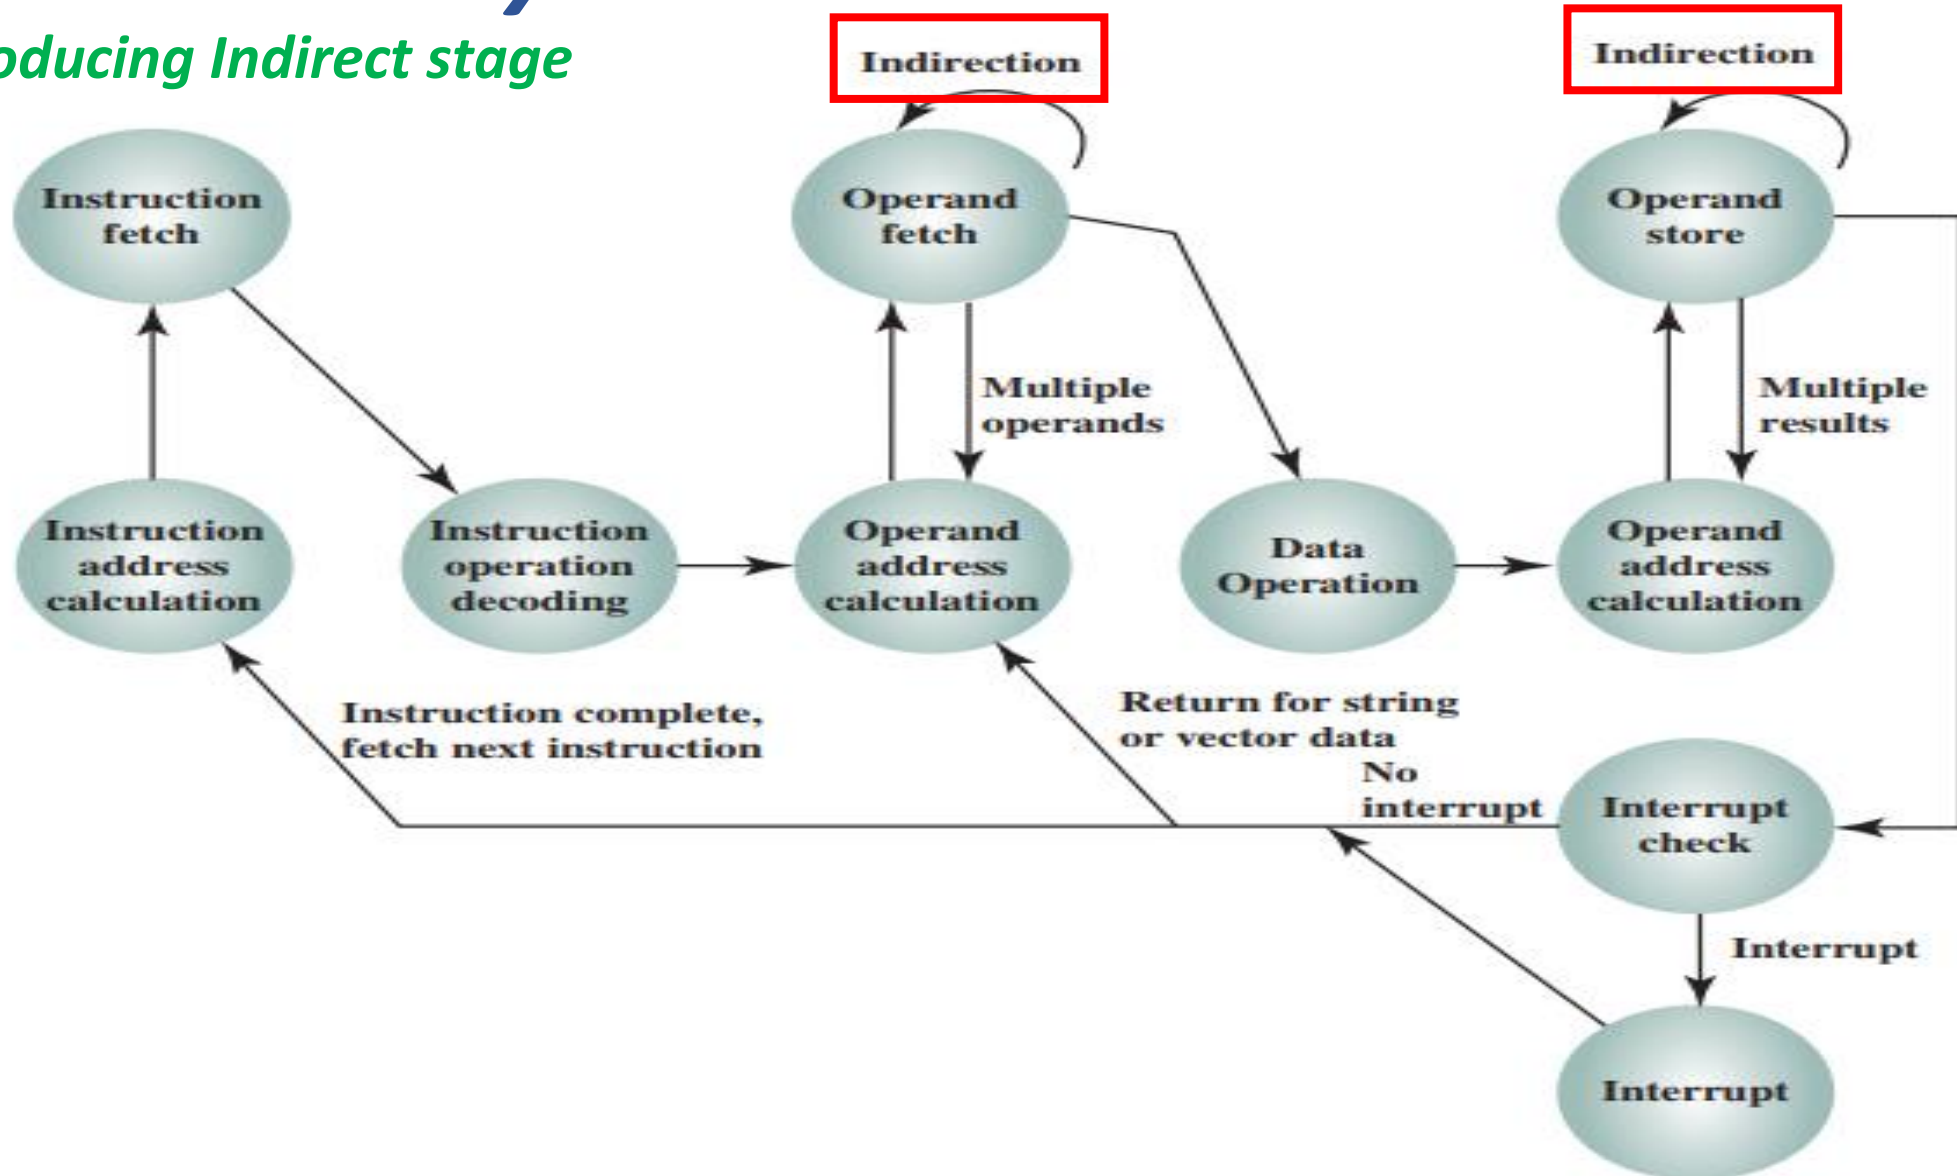 oducing Indirect stage
Indirection
Indirection
Instruction
fetch
Operand
fetch
Operand
store
Multiple
operands
Multiple
results
Instruction
address
calculation
Instruction
operation
decoding
Operand
address
calculation
Data
Operation
Operand
address
calculation
Instruction complete,
fetch next instruction
Return for string
or vector data
No
interrupt
Interrupt
check
Interrupt
Interrupt